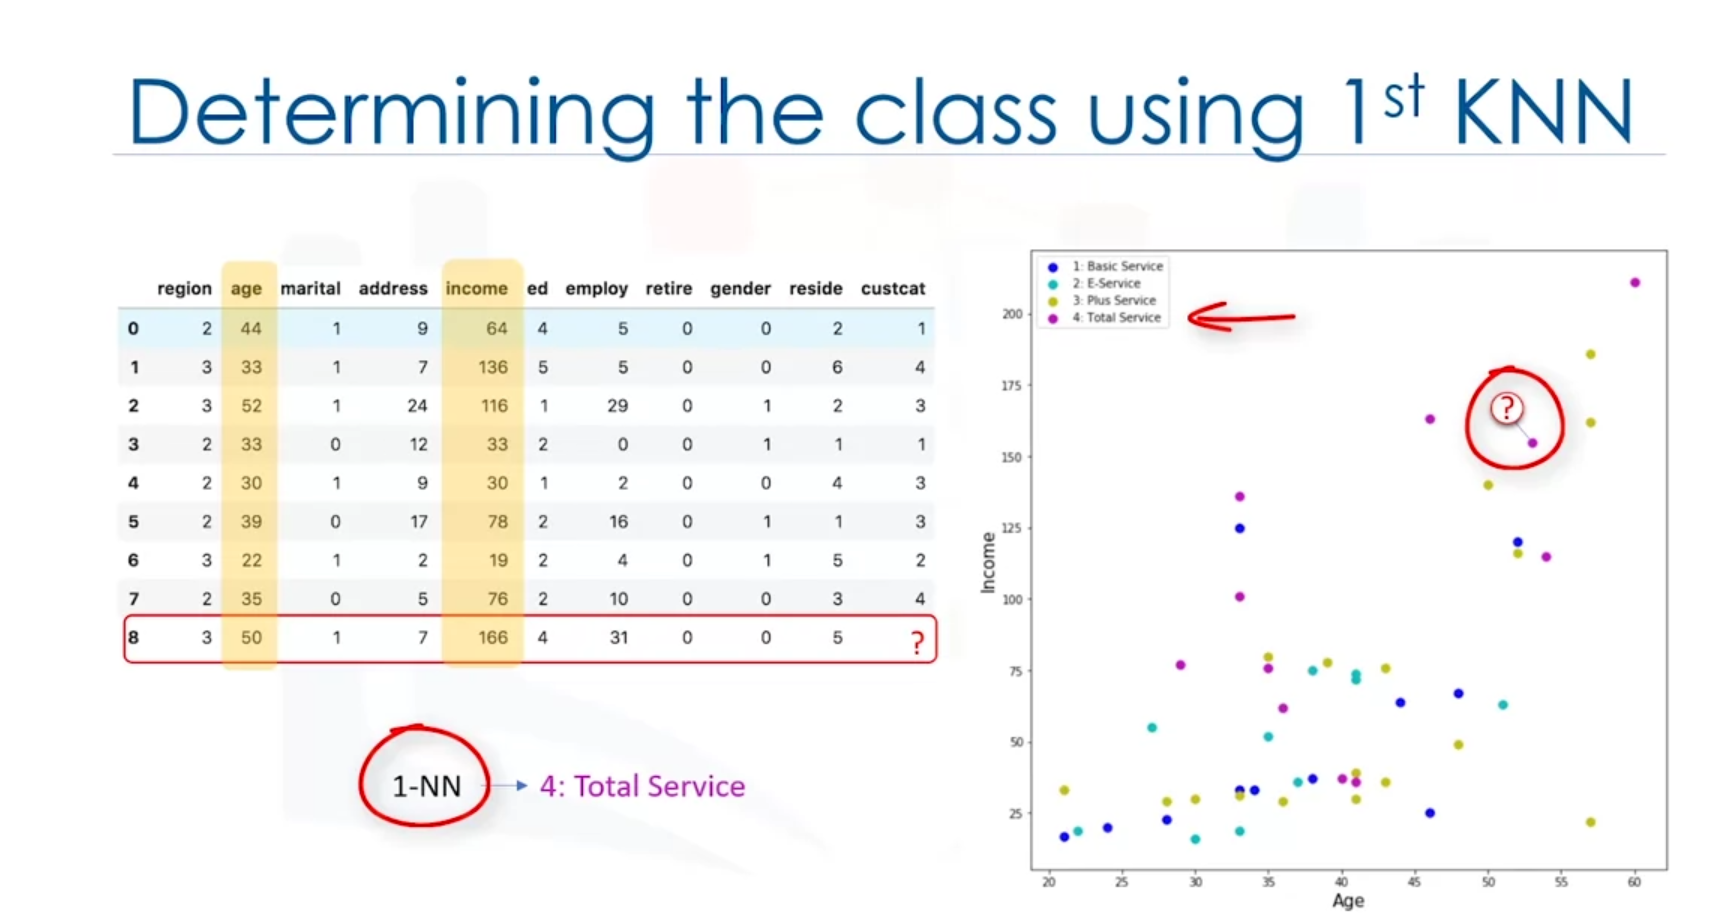 Determining the class using 1st KNN
region age marital address income ed employ retire gender reside custcat
0 2 44 1 9 64 4 5 0 0 2 1
1 3 33 1 7 136 5 5 0 0 6 4
2 3 52 1 24 116 1 29 0 1 2 3
3 2 33 0 12 33 2 0 0 1 1 1
4 2 30 1 9 30 1 2 0 0 4 3
5 2 39 0 17 78 2 16 0 1 1 3
6 3 22 1 2 19 2 4 0 1 5 2
7 2 35 0 5 76 2 10 0 0 3 4
8 3 50 1 7 166 4 31 0 0 5 ?
1-NN
4: Total Service
1: Basic Service
2: E-Service
3: Plus Service
4: Total Service
?
200
175
150
125
100
75
50
25
Income
20 25 30 35 40 45 50 55 60
Age